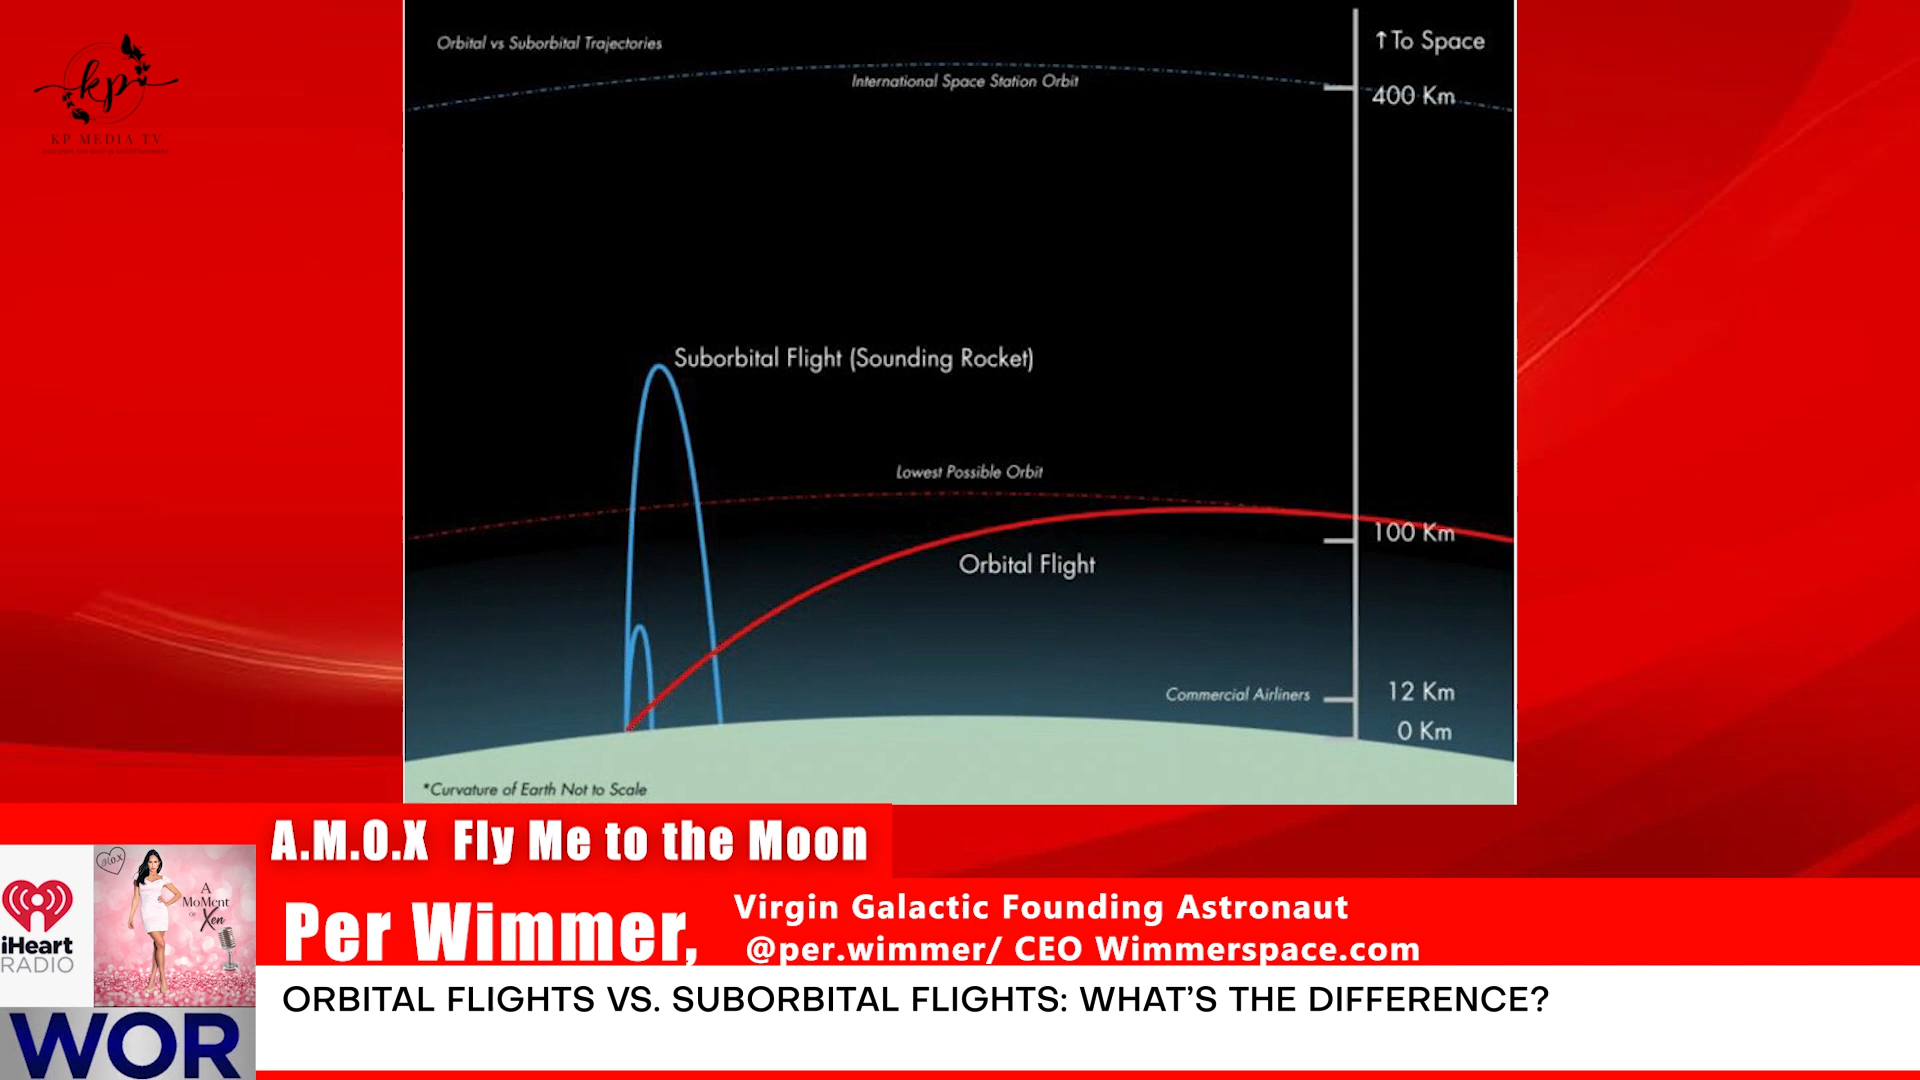 kp
KP MEDIA TV
Orbital vs Suborbital Trajectories
International Space Station Orbit
↑To Space
400 Km
Suborbital Flight (Sounding Rocket)
Lowest Possible Orbit
100 Km
Orbital Flight
Commercial Airliners
12 Km
0 Km
*Curvature of Earth Not to Scale
A.M.O.X Fly Me to the Moon
Per Wimmer,
Virgin Galactic Founding Astronaut
@per.wimmer/ CEO Wimmerspace.com
ORBITAL FLIGHTS VS. SUBORBITAL FLIGHTS: WHAT’S THE DIFFERENCE?
iHeart
RADIO
A
MoMent
OF
Xen
WOR